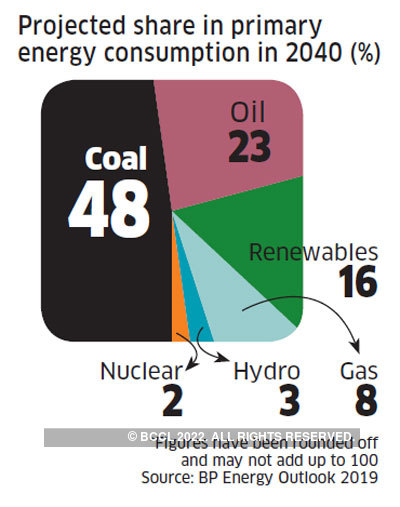 Projected share in primary
energy consumption in 2040 (%)
Oil
23
Coal
48
Renewables
16
Nuclear
2
Hydro
3
Gas
8
© BCCL 2022. ALL RIGHTS RESERVED.
Figures have been rounded off
and may not add up to 100
Source: BP Energy Outlook 2019